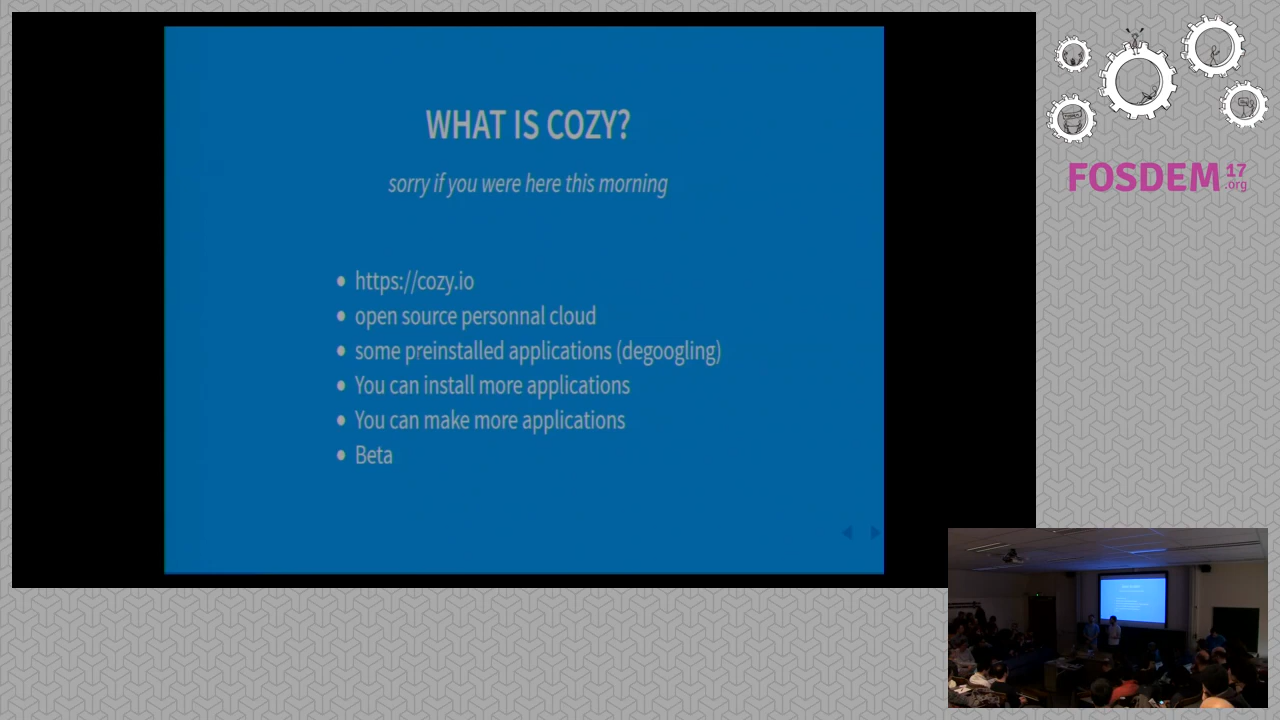 WHAT IS COZY?
sorry if you were here this morning
https://cozy.io
open source personnal cloud
some preinstalled applications (degoogling)
You can install more applications
You can make more applications
Beta
FOSDEM 17
.org